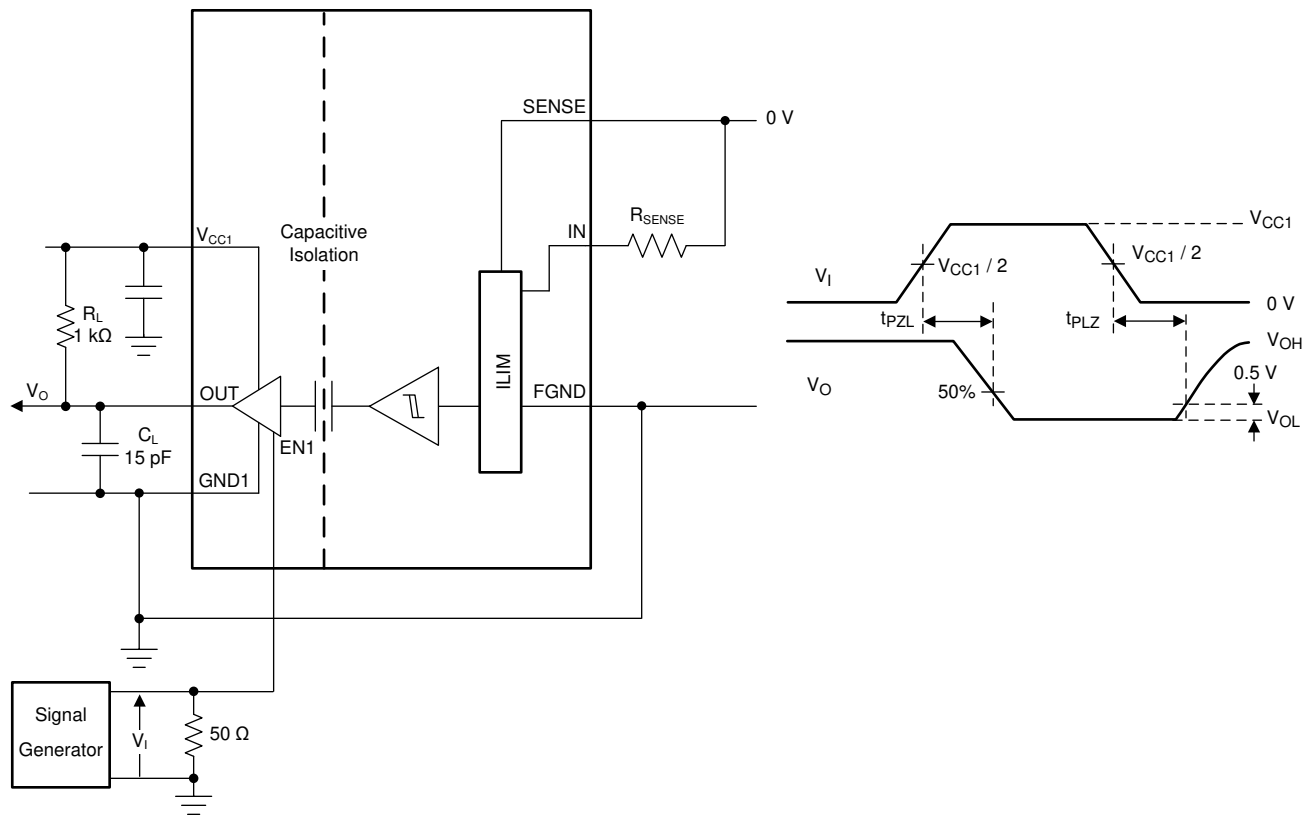 SENSE
0 V
V_CC1
Capacitive
Isolation
IN
R_SENSE
R_L
1 kΩ
V_O
OUT
EN1
ILIM
FGND
C_L
15 pF
GND1
Signal
Generator
V_I
50 Ω
V_CC1
V_I
V_CC1 / 2
V_CC1 / 2
0 V
t_PZL
t_PLZ
V_OH
V_O
50%
0.5 V
V_OL